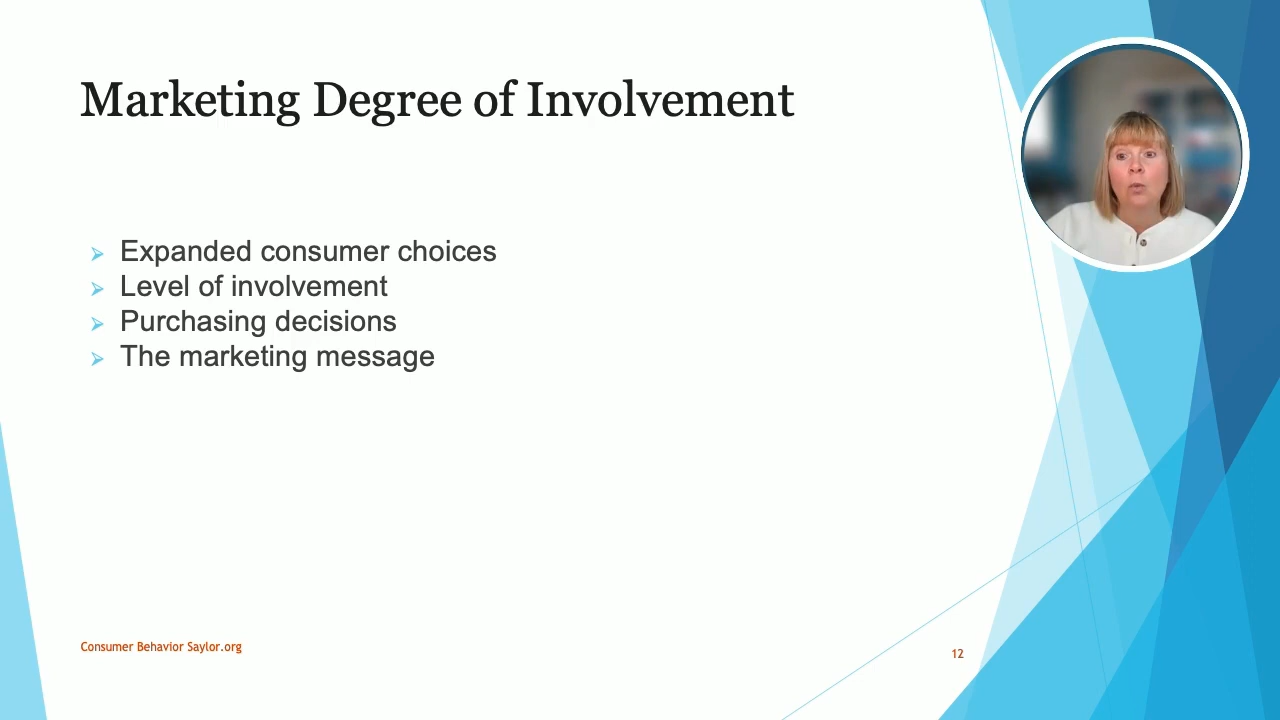 Marketing Degree of Involvement
Expanded consumer choices
Level of involvement
Purchasing decisions
The marketing message
Consumer Behavior Saylor.org
12